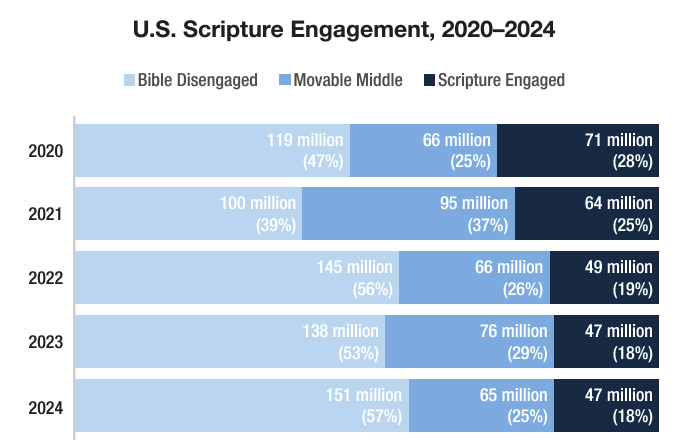 U.S. Scripture Engagement, 2020–2024
Bible Disengaged Movable Middle Scripture Engaged
2020
119 million
(47%)
66 million
(25%)
71 million
(28%)
2021
100 million
(39%)
95 million
(37%)
64 million
(25%)
2022
145 million
(56%)
66 million
(26%)
49 million
(19%)
2023
138 million
(53%)
76 million
(29%)
47 million
(18%)
2024
151 million
(57%)
65 million
(25%)
47 million
(18%)